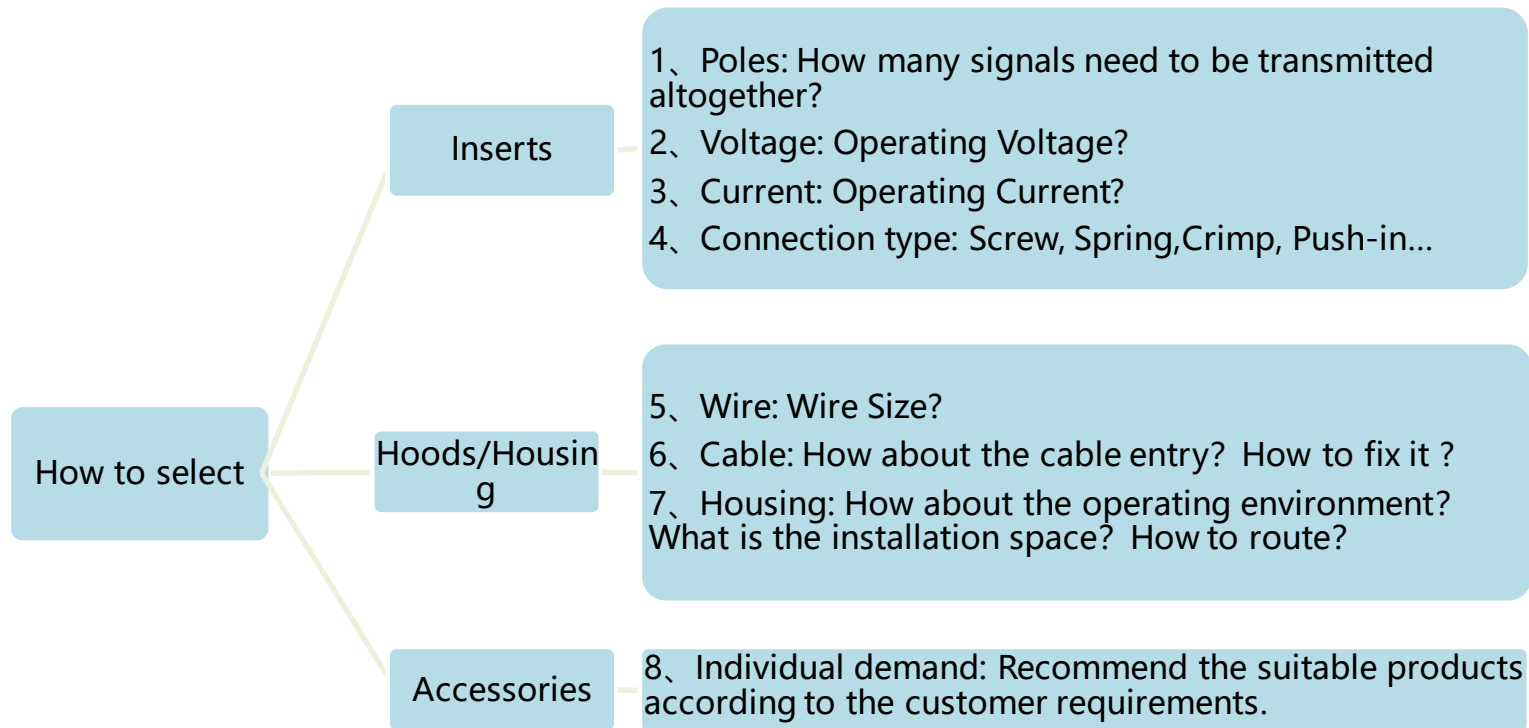 How to select
Inserts
1、Poles: How many signals need to be transmitted
altogether?
2、Voltage: Operating Voltage?
3、Current: Operating Current?
4、Connection type: Screw, Spring,Crimp, Push-in…
Hoods/Housin
g
5、Wire: Wire Size?
6、Cable: How about the cable entry? How to fix it ?
7、Housing: How about the operating environment?
What is the installation space? How to route?
Accessories
8、Individual demand: Recommend the suitable products
according to the customer requirements.